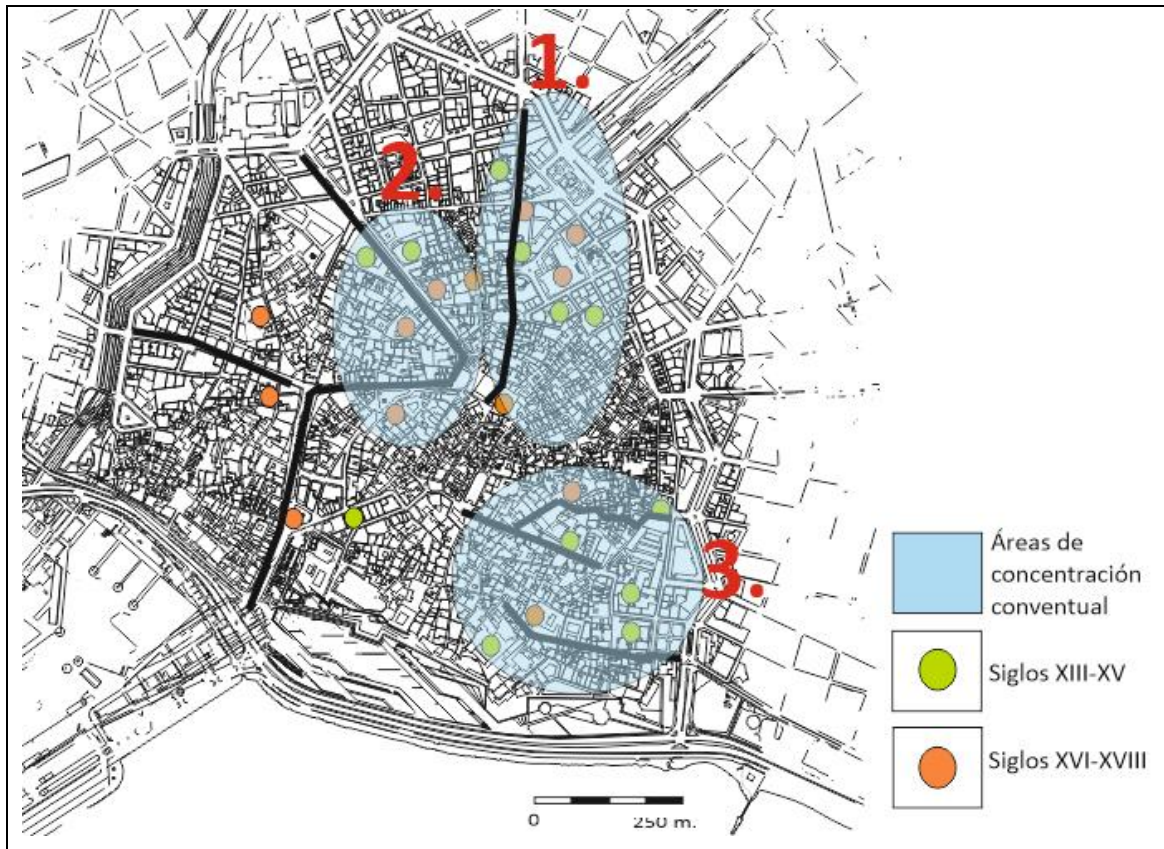 1.
2.
3.
Áreas de
concentración
conventual
Siglos XIII-XV
Siglos XVI-XVIII
0 250 m.